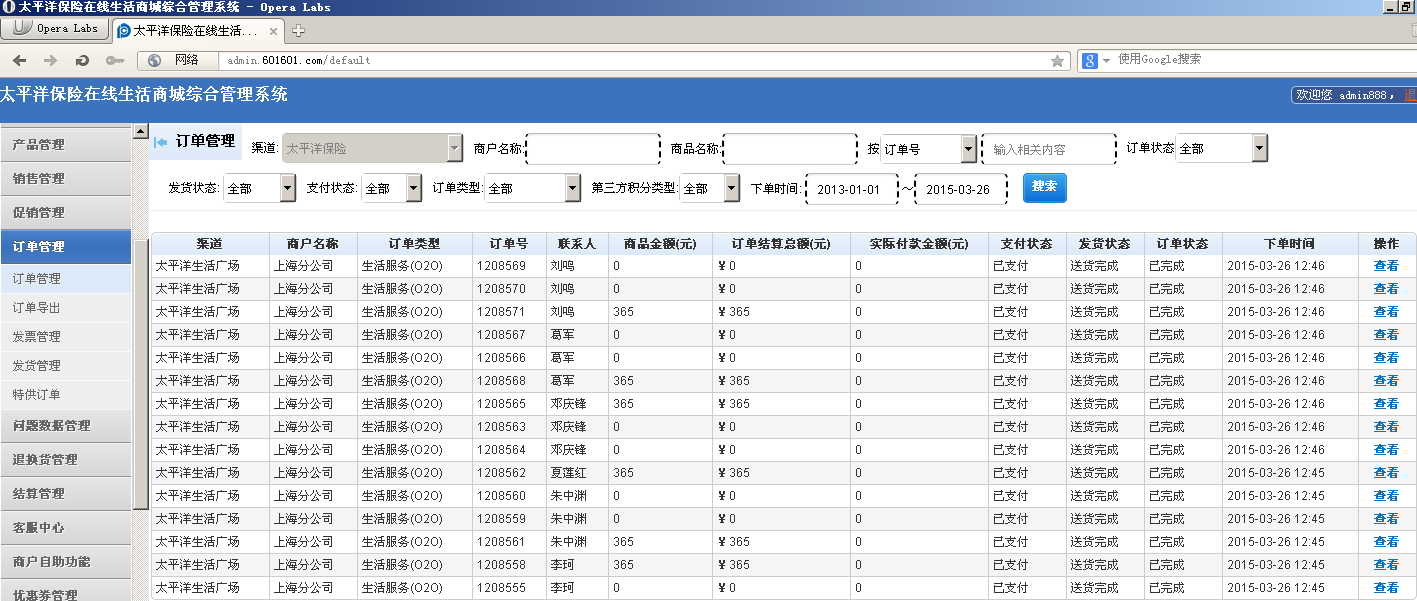 太平洋保险在线生活商城综合管理系统 - Opera Labs
Opera Labs 太平洋保险在线生活...
网络 admin.601601.com/default 使用Google搜索
太平洋保险在线生活商城综合管理系统
欢迎您 admin888，
产品管理
销售管理
促销管理
订单管理
订单管理
订单导出
发票管理
发货管理
特供订单
问题数据管理
退换货管理
结算管理
客服中心
商户自助功能
优惠券管理
订单管理 渠道: 太平洋保险 商户名称: 商品名称: 按 订单号 输入相关内容 订单状态 全部
发货状态: 全部 支付状态: 全部 订单类型: 全部 第三方积分类型: 全部 下单时间: 2013-01-01 ~ 2015-03-26 搜索
渠道 商户名称 订单类型 订单号 联系人 商品金额(元) 订单结算总额(元) 实际付款金额(元) 支付状态 发货状态 订单状态 下单时间 操作
太平洋生活广场 上海分公司 生活服务(O2O) 1208569 刘鸣 0 ¥ 0 0 已支付 送货完成 已完成 2015-03-26 12:46 查看
太平洋生活广场 上海分公司 生活服务(O2O) 1208570 刘鸣 0 ¥ 0 0 已支付 送货完成 已完成 2015-03-26 12:46 查看
太平洋生活广场 上海分公司 生活服务(O2O) 1208571 刘鸣 365 ¥ 365 0 已支付 送货完成 已完成 2015-03-26 12:46 查看
太平洋生活广场 上海分公司 生活服务(O2O) 1208567 葛军 0 ¥ 0 0 已支付 送货完成 已完成 2015-03-26 12:46 查看
太平洋生活广场 上海分公司 生活服务(O2O) 1208566 葛军 0 ¥ 0 0 已支付 送货完成 已完成 2015-03-26 12:46 查看
太平洋生活广场 上海分公司 生活服务(O2O) 1208568 葛军 365 ¥ 365 0 已支付 送货完成 已完成 2015-03-26 12:46 查看
太平洋生活广场 上海分公司 生活服务(O2O) 1208565 邓庆锋 365 ¥ 365 0 已支付 送货完成 已完成 2015-03-26 12:46 查看
太平洋生活广场 上海分公司 生活服务(O2O) 1208563 邓庆锋 0 ¥ 0 0 已支付 送货完成 已完成 2015-03-26 12:46 查看
太平洋生活广场 上海分公司 生活服务(O2O) 1208564 邓庆锋 0 ¥ 0 0 已支付 送货完成 已完成 2015-03-26 12:46 查看
太平洋生活广场 上海分公司 生活服务(O2O) 1208562 夏莲红 365 ¥ 365 0 已支付 送货完成 已完成 2015-03-26 12:45 查看
太平洋生活广场 上海分公司 生活服务(O2O) 1208560 朱中渊 0 ¥ 0 0 已支付 送货完成 已完成 2015-03-26 12:45 查看
太平洋生活广场 上海分公司 生活服务(O2O) 1208559 朱中渊 0 ¥ 0 0 已支付 送货完成 已完成 2015-03-26 12:45 查看
太平洋生活广场 上海分公司 生活服务(O2O) 1208561 朱中渊 365 ¥ 365 0 已支付 送货完成 已完成 2015-03-26 12:45 查看
太平洋生活广场 上海分公司 生活服务(O2O) 1208558 李珂 365 ¥ 365 0 已支付 送货完成 已完成 2015-03-26 12:45 查看
太平洋生活广场 上海分公司 生活服务(O2O) 1208555 李珂 0 ¥ 0 0 已支付 送货完成 已完成 2015-03-26 12:45 查看